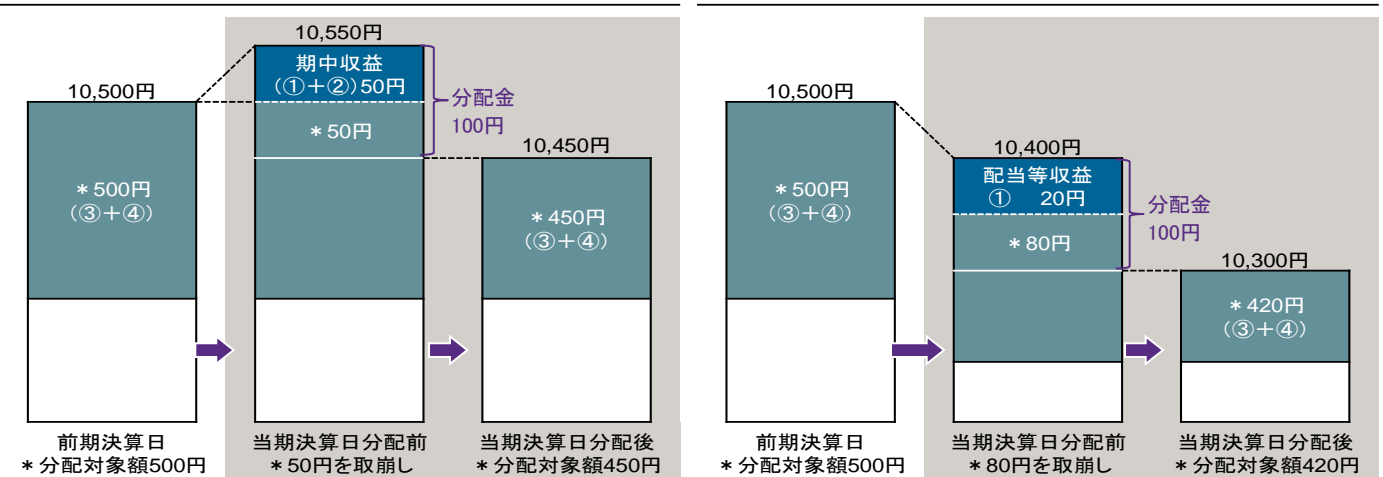 10,500円
*500円
(③+④)
前期決算日
*分配対象額500円
10,550円
期中収益
(①+②)50円
*50円
分配金
100円
当期決算日分配前
*50円を取崩し
10,450円
*450円
(③+④)
当期決算日分配後
*分配対象額450円
10,500円
*500円
(③+④)
前期決算日
*分配対象額500円
10,400円
配当等収益
① 20円
*80円
分配金
100円
当期決算日分配前
*80円を取崩し
10,300円
*420円
(③+④)
当期決算日分配後
*分配対象額420円